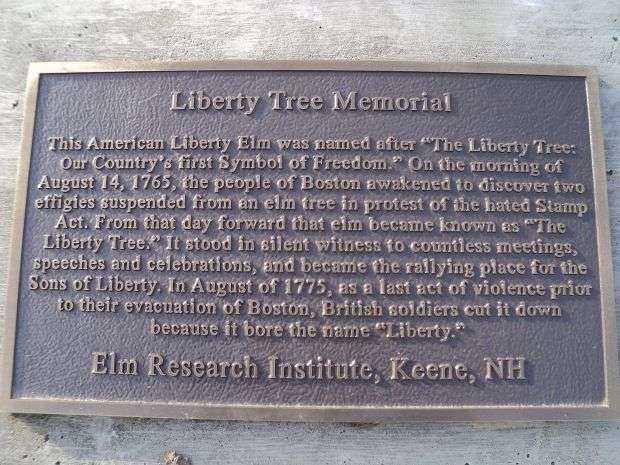 Liberty Tree Memorial
This American Liberty Elm was named after "The Liberty Tree:
Our Country's first Symbol of Freedom." On the morning of
August 14, 1765, the people of Boston awakened to discover two
effigies suspended from an elm tree in protest of the hated Stamp
Act. From that day forward that elm became known as "The
Liberty Tree." It stood in silent witness to countless meetings,
speeches and celebrations, and became the rallying place for the
Sons of Liberty. In August of 1775, as a last act of violence prior
to their evacuation of Boston, British soldiers cut it down
because it bore the name "Liberty."
Elm Research Institute, Keene, NH